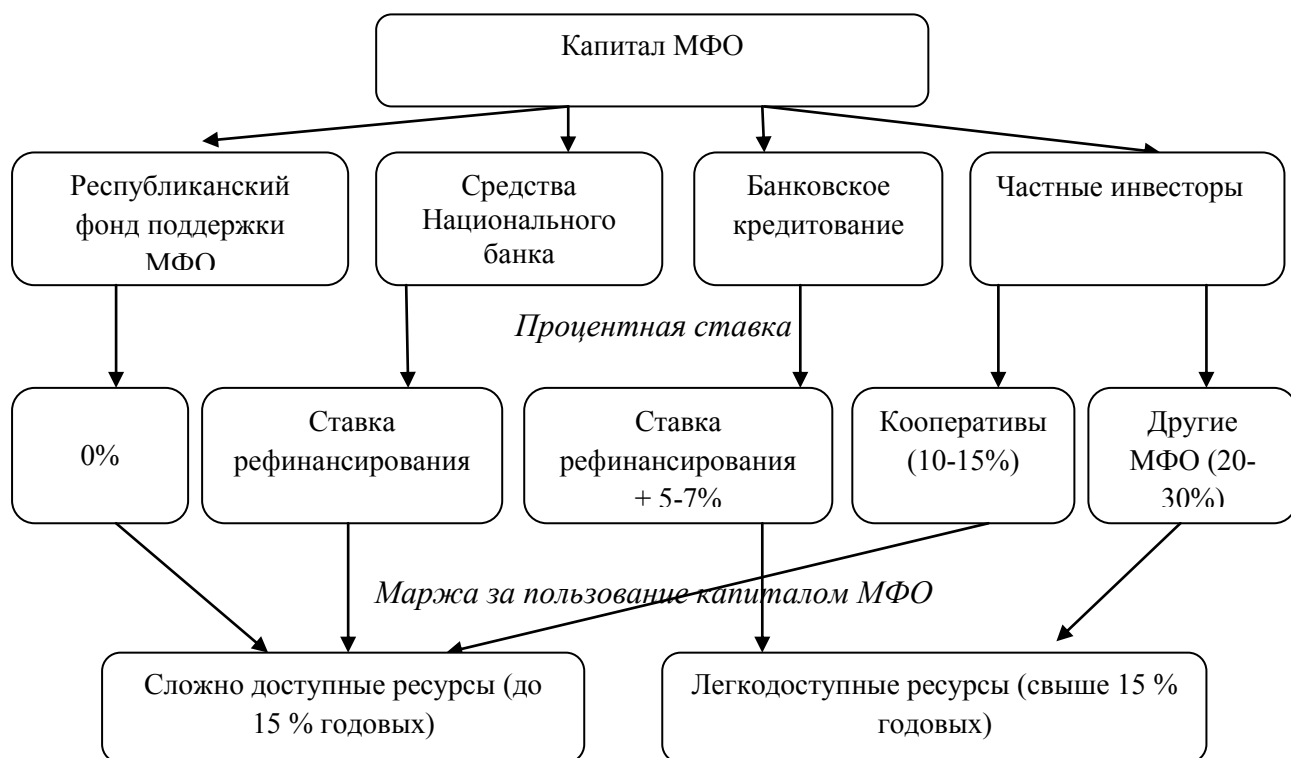 Капитал МФО
Республиканский
фонд поддержки
МФО
Средства
Национального
банка
Банковское
кредитование
Частные инвесторы
Процентная ставка
0%
Ставка
рефинансирования
Ставка
рефинансирования
+ 5-7%
Кооперативы
(10-15%)
Другие
МФО (20-
30%)
Маржа за пользование капиталом МФО
Сложно доступные ресурсы (до
15 % годовых)
Легкодоступные ресурсы (свыше 15 %
годовых)